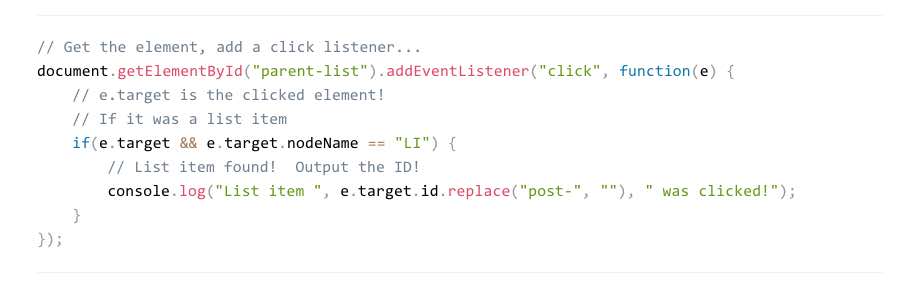 // Get the element, add a click listener...
document.getElementById("parent-list").addEventListener("click", function(e) {
    // e.target is the clicked element!
    // If it was a list item
    if(e.target && e.target.nodeName == "LI") {
        // List item found!  Output the ID!
        console.log("List item ", e.target.id.replace("post-", ""), " was clicked!");
    }
});